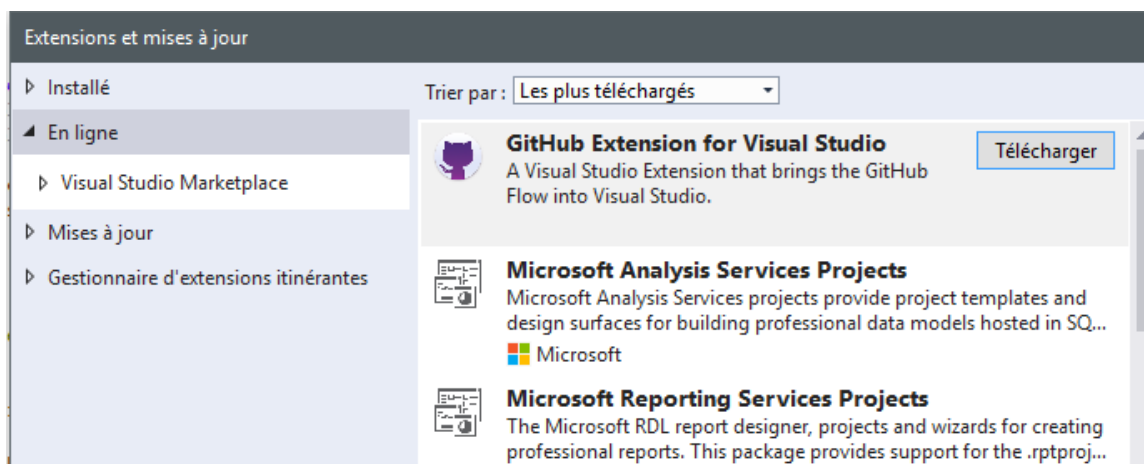 Extensions et mises à jour
Installé
En ligne
Visual Studio Marketplace
Mises à jour
Gestionnaire d'extensions itinérantes
Trier par : Les plus téléchargés
GitHub Extension for Visual Studio
Télécharger
A Visual Studio Extension that brings the GitHub
Flow into Visual Studio.
Microsoft Analysis Services Projects
Microsoft Analysis Services projects provide project templates and
design surfaces for building professional data models hosted in SQ...
Microsoft
Microsoft Reporting Services Projects
The Microsoft RDL report designer, projects and wizards for creating
professional reports. This package provides support for the .rptproj...